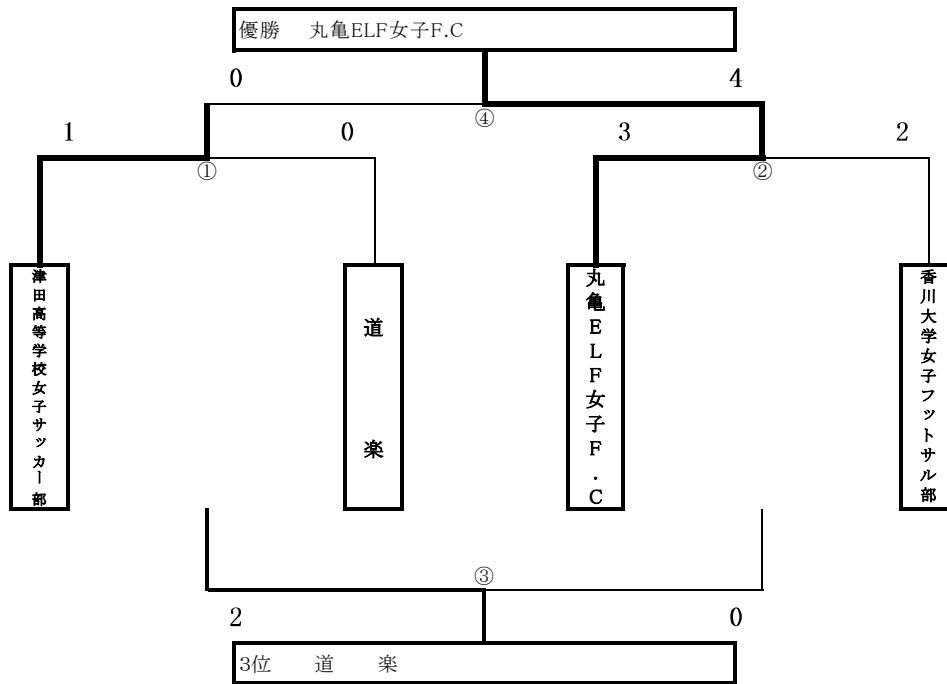 優勝 丸亀ELF女子F.C
0 4
④
1 0 3 2
① ②
津田高等学校女子サッカー部
道楽
丸亀ELF女子F.C
香川大学女子フットサル部
③
2 0
3位 道 楽